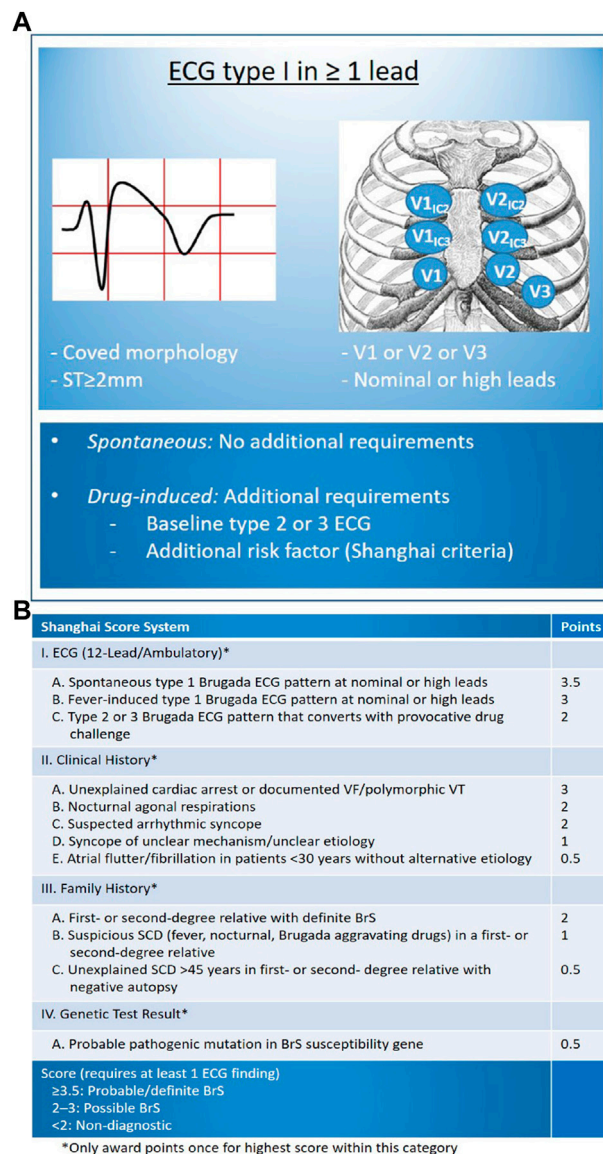 A
ECG type I in ≥ 1 lead
V1IC2
V2IC2
V1IC3
V2IC3
V1
V2
V3
- Coved morphology
- ST≥2mm
- V1 or V2 or V3
- Nominal or high leads
• Spontaneous: No additional requirements
• Drug-induced: Additional requirements
- Baseline type 2 or 3 ECG
- Additional risk factor (Shanghai criteria)
B
Shanghai Score System Points
I. ECG (12-Lead/Ambulatory)*
A. Spontaneous type 1 Brugada ECG pattern at nominal or high leads 3.5
B. Fever-induced type 1 Brugada ECG pattern at nominal or high leads 3
C. Type 2 or 3 Brugada ECG pattern that converts with provocative drug 2
challenge
II. Clinical History*
A. Unexplained cardiac arrest or documented VF/polymorphic VT 3
B. Nocturnal agonal respirations 2
C. Suspected arrhythmic syncope 2
D. Syncope of unclear mechanism/unclear etiology 1
E. Atrial flutter/fibrillation in patients <30 years without alternative etiology 0.5
III. Family History*
A. First- or second-degree relative with definite BrS 2
B. Suspicious SCD (fever, nocturnal, Brugada aggravating drugs) in a first- or 1
second-degree relative
C. Unexplained SCD >45 years in first- or second- degree relative with 0.5
negative autopsy
IV. Genetic Test Result*
A. Probable pathogenic mutation in BrS susceptibility gene 0.5
Score (requires at least 1 ECG finding)
≥3.5: Probable/definite BrS
2–3: Possible BrS
<2: Non-diagnostic
*Only award points once for highest score within this category